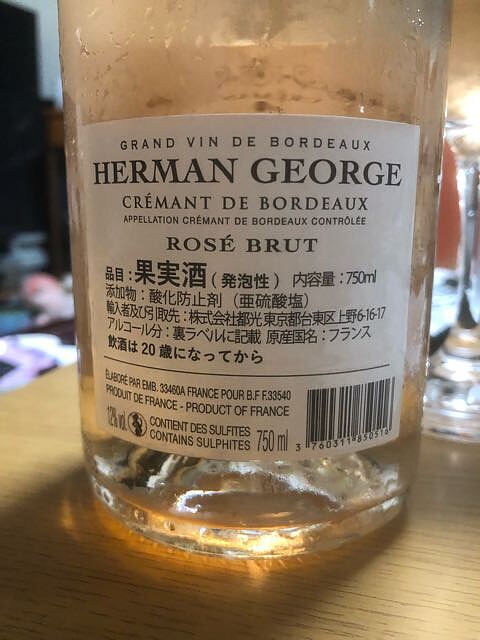 GRAND VIN DE BORDEAUX
HERMAN GEORGE
CRÉMANT DE BORDEAUX
APPELLATION CRÉMANT DE BORDEAUX CONTRÔLÉE
ROSÉ BRUT
品目：果実酒（発泡性） 内容量：750ml
添加物：酸化防止剤（亜硫酸塩）
輸入者及び引取先：株式会社都光 東京都台東区上野6-16-17
アルコール分：裏ラベルに記載 原産国名：フランス
飲酒は20歳になってから
ÉLABORÉ PAR EMB. 33460A FRANCE POUR B.F F.33540
PRODUIT DE FRANCE - PRODUCT OF FRANCE
12% vol.
CONTIENT DES SULFITES
CONTAINS SULPHITES 750 ml
3 760311 850516